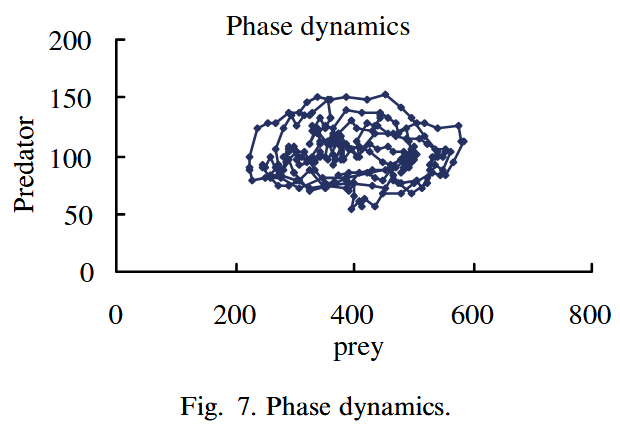 Phase dynamics
200
150
100
50
0
Predator
0 200 400 600 800
prey
Fig. 7. Phase dynamics.